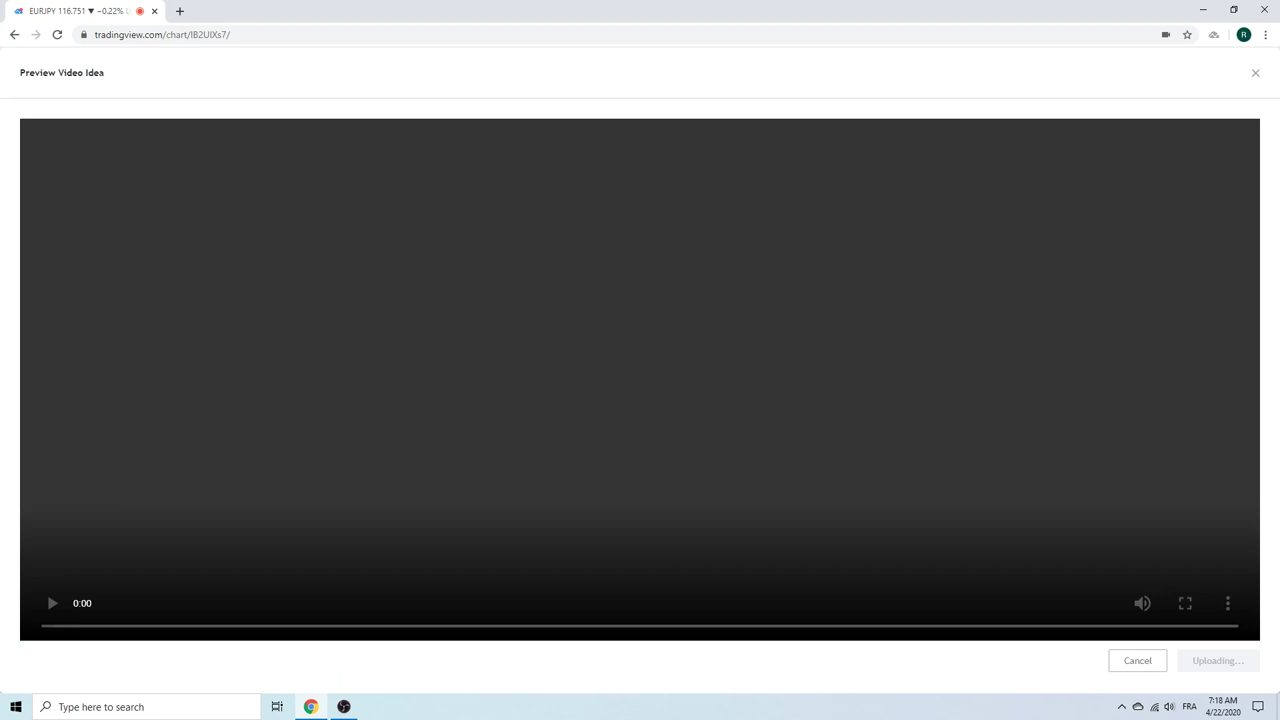 EURJPY 116.751 ▼ −0.22%
tradingview.com/chart/IB2UIXs7/
R
Preview Video Idea
0:00
Cancel
Uploading...
Type here to search
FRA
7:18 AM
4/22/2020